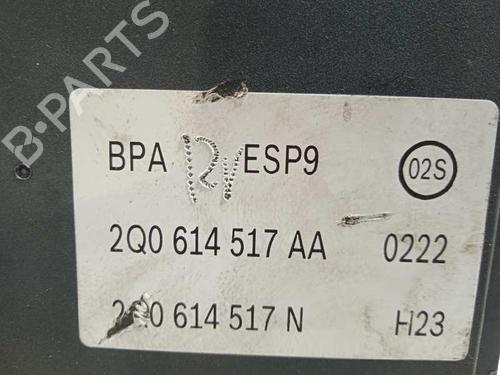 B-PARTS
BPA ESP9 02S
2Q0 614 517 AA 0222
614 517 N H23